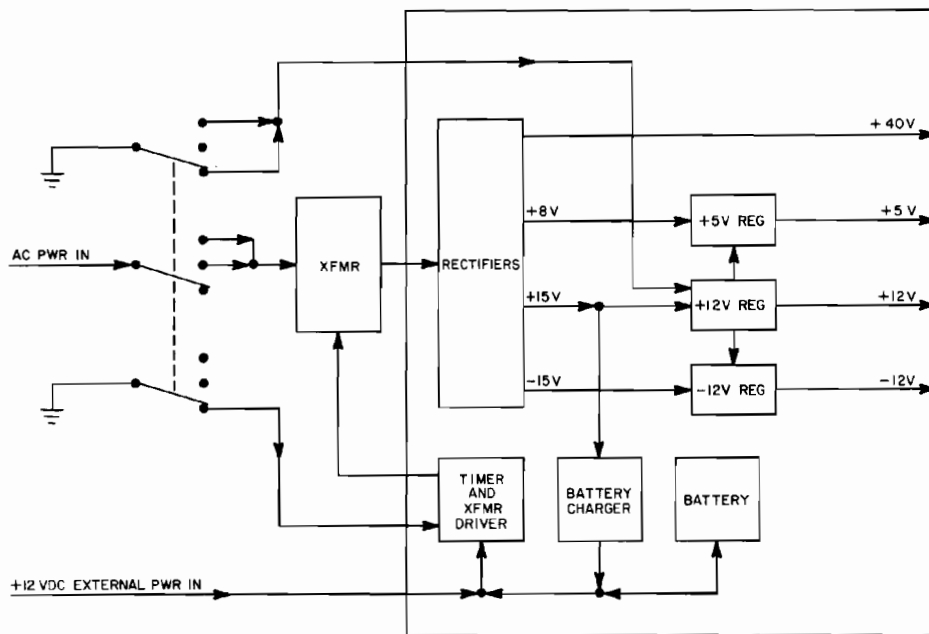 +40V
+8V
+5V REG
+5V
AC PWR IN
XFMR
RECTIFIERS
+15V
+12V REG
+12V
-15V
-12V REG
-12V
TIMER
AND
XFMR
DRIVER
BATTERY
CHARGER
BATTERY
+12 VDC EXTERNAL PWR IN